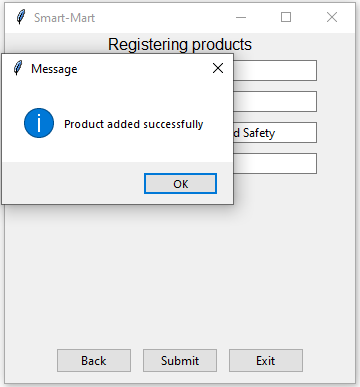 Smart-Mart
Registering products
Message
Product added successfully
d Safety
OK
Back
Submit
Exit